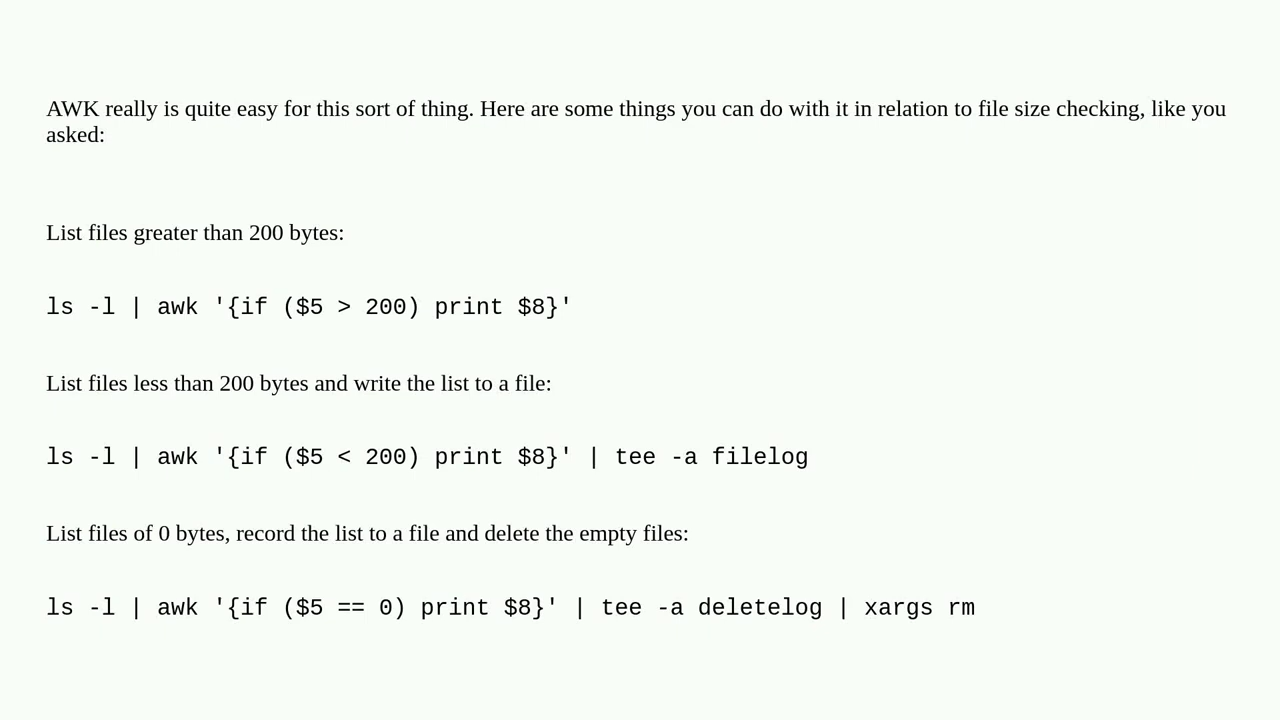 AWK really is quite easy for this sort of thing. Here are some things you can do with it in relation to file size checking, like you
asked:
List files greater than 200 bytes:
ls -l | awk '{if ($5 > 200) print $8}'
List files less than 200 bytes and write the list to a file:
ls -l | awk '{if ($5 < 200) print $8}' | tee -a filelog
List files of 0 bytes, record the list to a file and delete the empty files:
ls -l | awk '{if ($5 == 0) print $8}' | tee -a deletelog | xargs rm